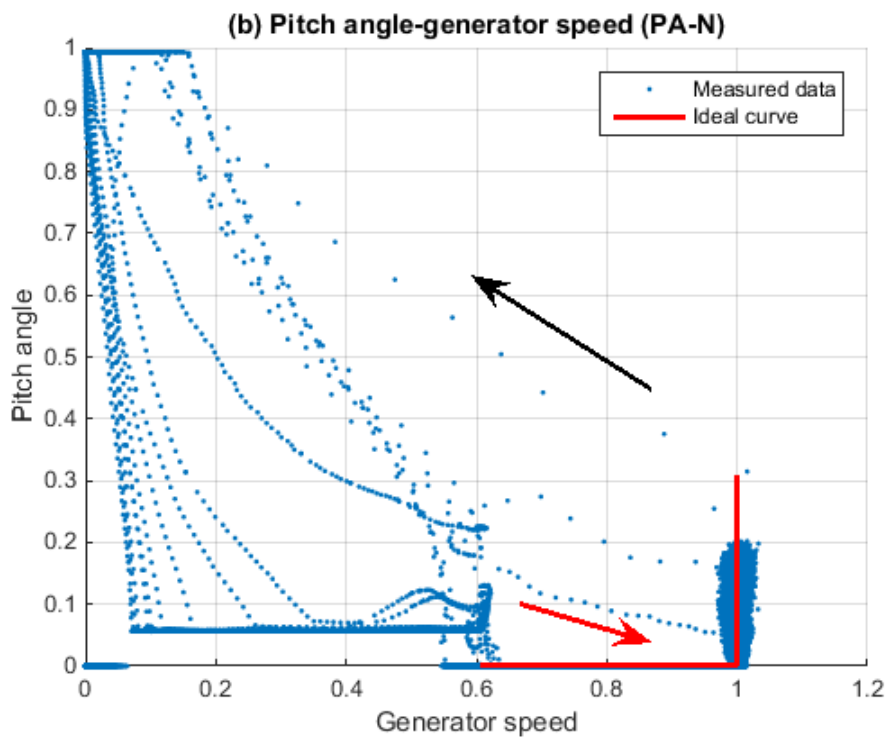 (b) Pitch angle-generator speed (PA-N)
Measured data
Ideal curve
1
0.9
0.8
0.7
0.6
0.5
0.4
0.3
0.2
0.1
0
Pitch angle
0 0.2 0.4 0.6 0.8 1 1.2
Generator speed